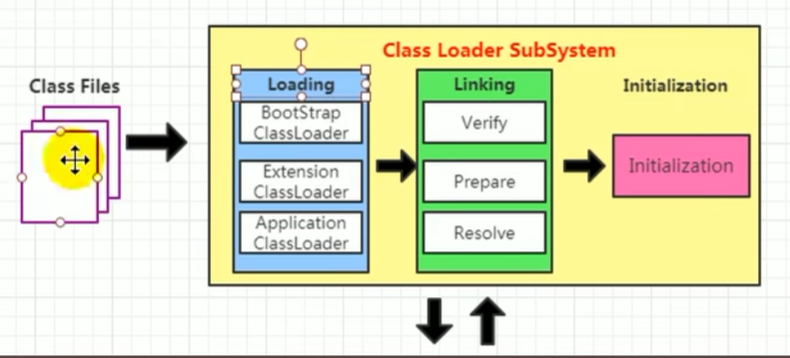 Class Loader SubSystem
Class Files
Loading
BootStrap
ClassLoader
Extension
ClassLoader
Application
ClassLoader
Linking
Verify
Prepare
Resolve
Initialization
Initialization